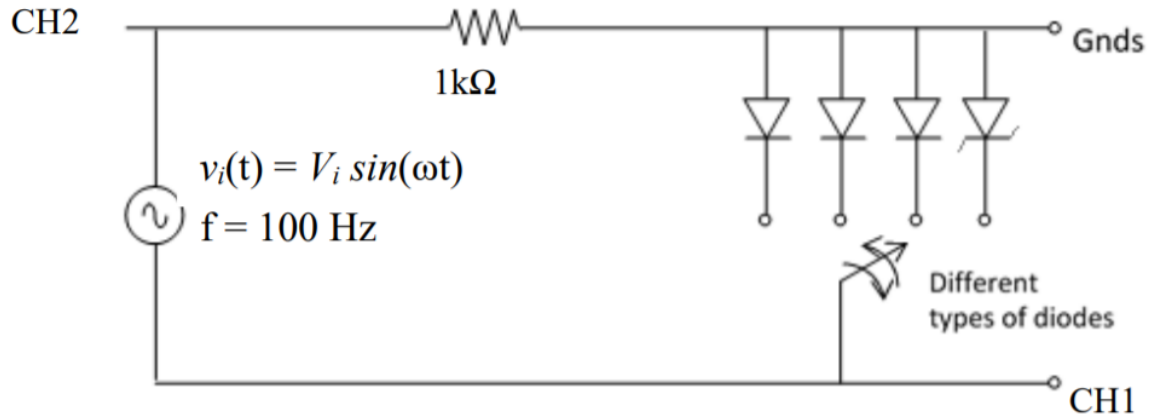 CH2
Gnds
1kΩ
vᵢ(t) = Vᵢ sin(ωt)
f = 100 Hz
Different
types of diodes
CH1